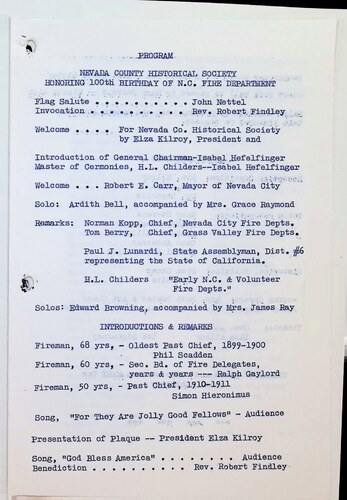 PROGRAM
NEVADA COUNTY HISTORICAL SOCIETY
HONORING 100th BIRTHDAY OF N.C. FIRE DEPARTMENT
Flag Salute . . . . . . . . . . . John Nettel
Invocation . . . . . . . . . . . Rev. Robert Findley
Welcome . . . . For Nevada Co. Historical Society
by Elza Kilroy, President and
Introduction of General Chairman-Isabel Hefelfinger
Master of Cermonies, H.L. Childers--Isabel Hefelfinger
Welcome . . . Robert E. Carr, Mayor of Nevada City
Solo: Ardith Bell, accompanied by Mrs. Grace Raymond
Remarks: Norman Kopp, Chief, Nevada City Fire Depts.
Tom Berry, Chief, Grass Valley Fire Depts.
Paul J. Lunardi, State Assemblyman, Dist. #6
representing the State of California.
H.L. Childers "Early N.C. & Volunteer
Fire Depts."
Solos: Edward Browning, accompanied by Mrs. James Ray
INTRODUCTIONS & REMARKS
Fireman, 68 yrs, - Oldest Past Chief, 1899-1900
Phil Scadden
Fireman, 60 yrs, - Sec. Bd. of Fire Delegates,
years & years --- Ralph Gaylord
Fireman, 50 yrs, - Past Chief, 1910-1911
Simon Hieronimus
Song, "For They Are Jolly Good Fellows" - Audience
Presentation of Plaque -- President Elza Kilroy
Song, "God Bless America" . . . . . . . . Audience
Benediction . . . . . . . . . . Rev. Robert Findley